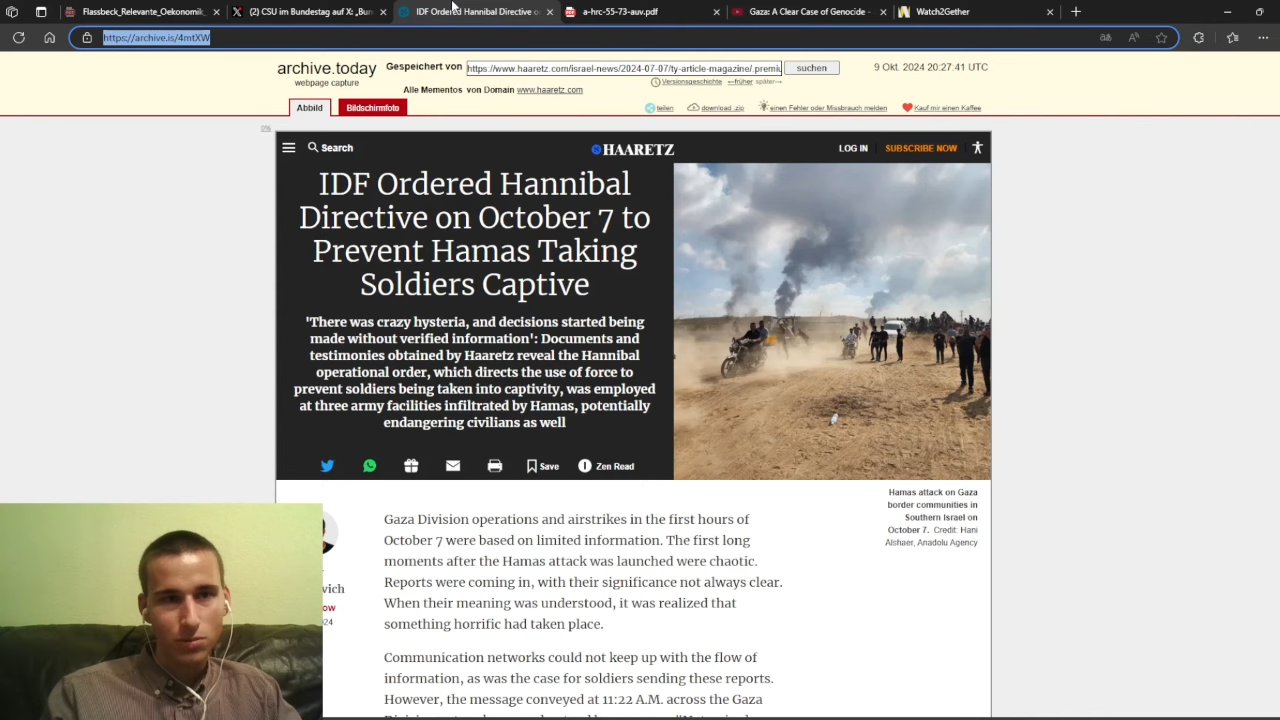 Flassbeck_Relevante_Oekonomik
(2) CSU im Bundestag auf X: „Bun
IDF Ordered Hannibal Directive o
a-hrc-55-73-auv.pdf
Gaza: A Clear Case of Genocide -
Watch2Gether
https://archive.is/4mtXW
archive.today
webpage capture
Gespeichert von
https://www.haaretz.com/israel-news/2024-07-07/ty-article-magazine/.premiu
suchen
9 Okt. 2024 20:27:41 UTC
Versionsgeschichte ←früher später→
Alle Mementos von Domain www.haaretz.com
Abbild
Bildschirmfoto
teilen
download .zip
einen Fehler oder Missbrauch melden
Kauf mir einen Kaffee
0%
Search
HAARETZ
LOG IN
SUBSCRIBE NOW
IDF Ordered Hannibal
Directive on October 7 to
Prevent Hamas Taking
Soldiers Captive
'There was crazy hysteria, and decisions started being
made without verified information': Documents and
testimonies obtained by Haaretz reveal the Hannibal
operational order, which directs the use of force to
prevent soldiers being taken into captivity, was employed
at three army facilities infiltrated by Hamas, potentially
endangering civilians as well
Save
Zen Read
Hamas attack on Gaza
border communities in
Southern Israel on
October 7. Credit: Hani
Alshaer, Anadolu Agency
vich
ow
24
Gaza Division operations and airstrikes in the first hours of
October 7 were based on limited information. The first long
moments after the Hamas attack was launched were chaotic.
Reports were coming in, with their significance not always clear.
When their meaning was understood, it was realized that
something horrific had taken place.
Communication networks could not keep up with the flow of
information, as was the case for soldiers sending these reports.
However, the message conveyed at 11:22 A.M. across the Gaza